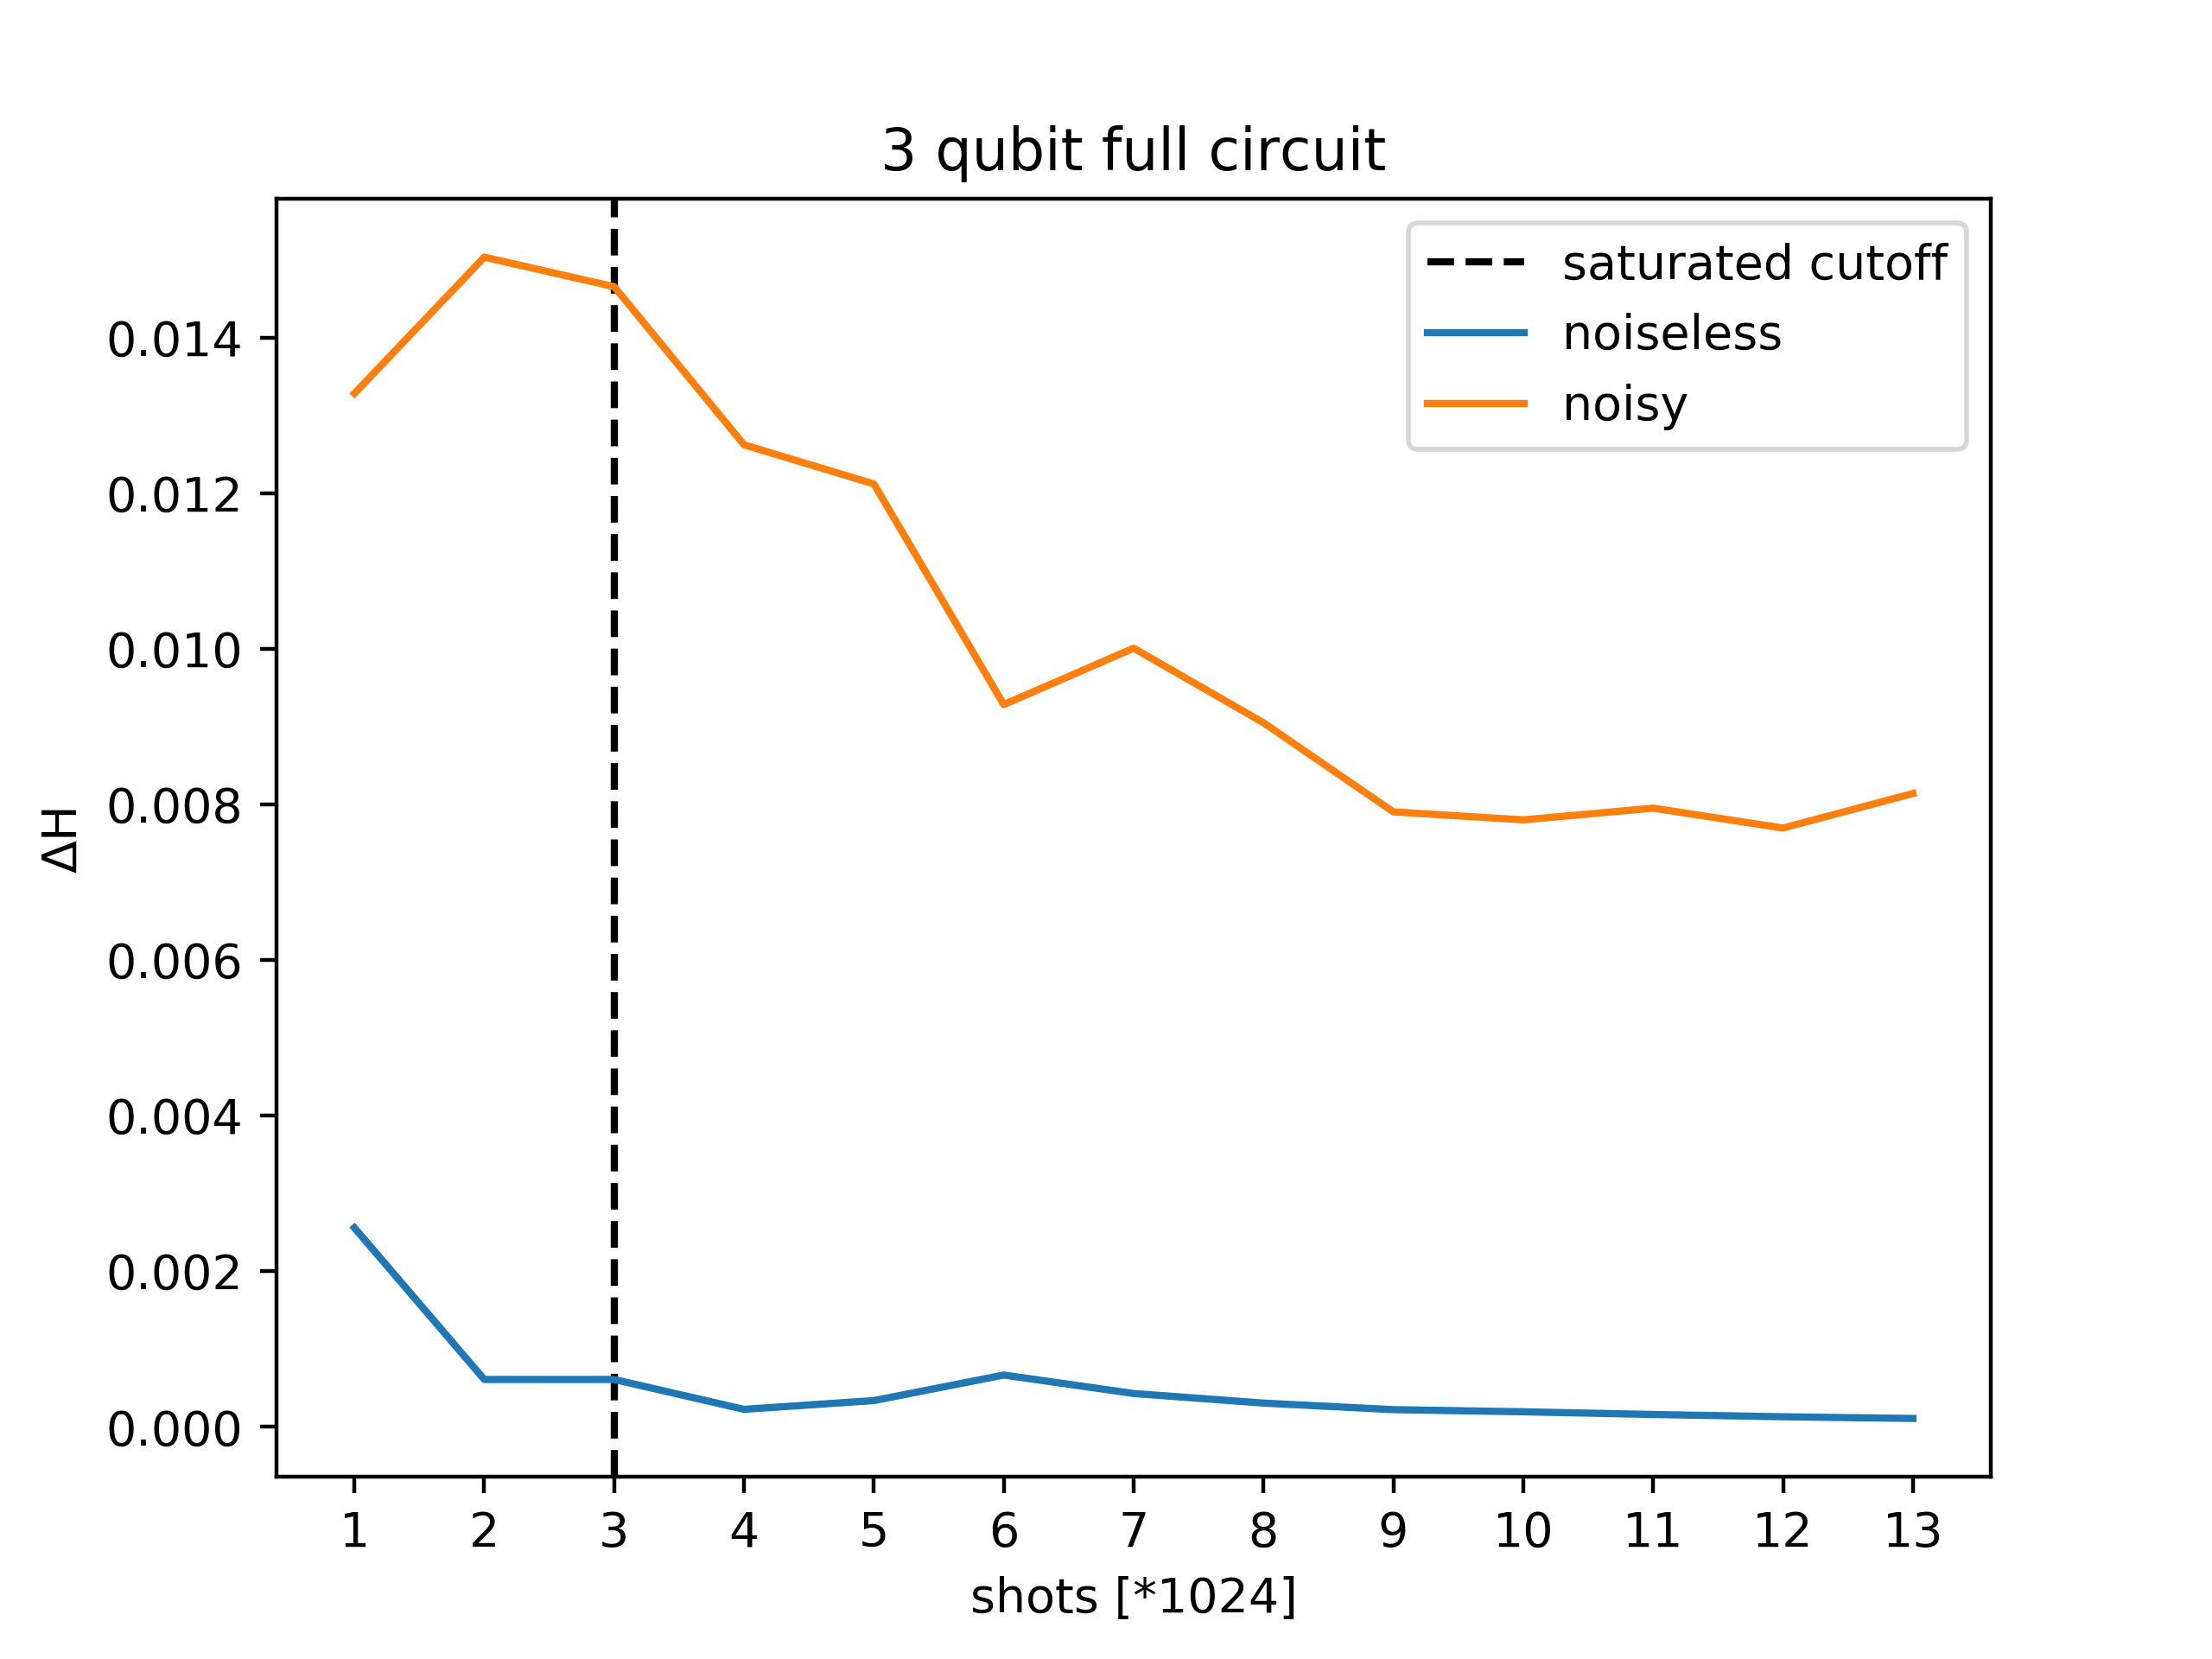 3 qubit full circuit
saturated cutoff
noiseless
noisy
0.014
0.012
0.010
0.008
0.006
0.004
0.002
0.000
ΔH
1 2 3 4 5 6 7 8 9 10 11 12 13
shots [*1024]